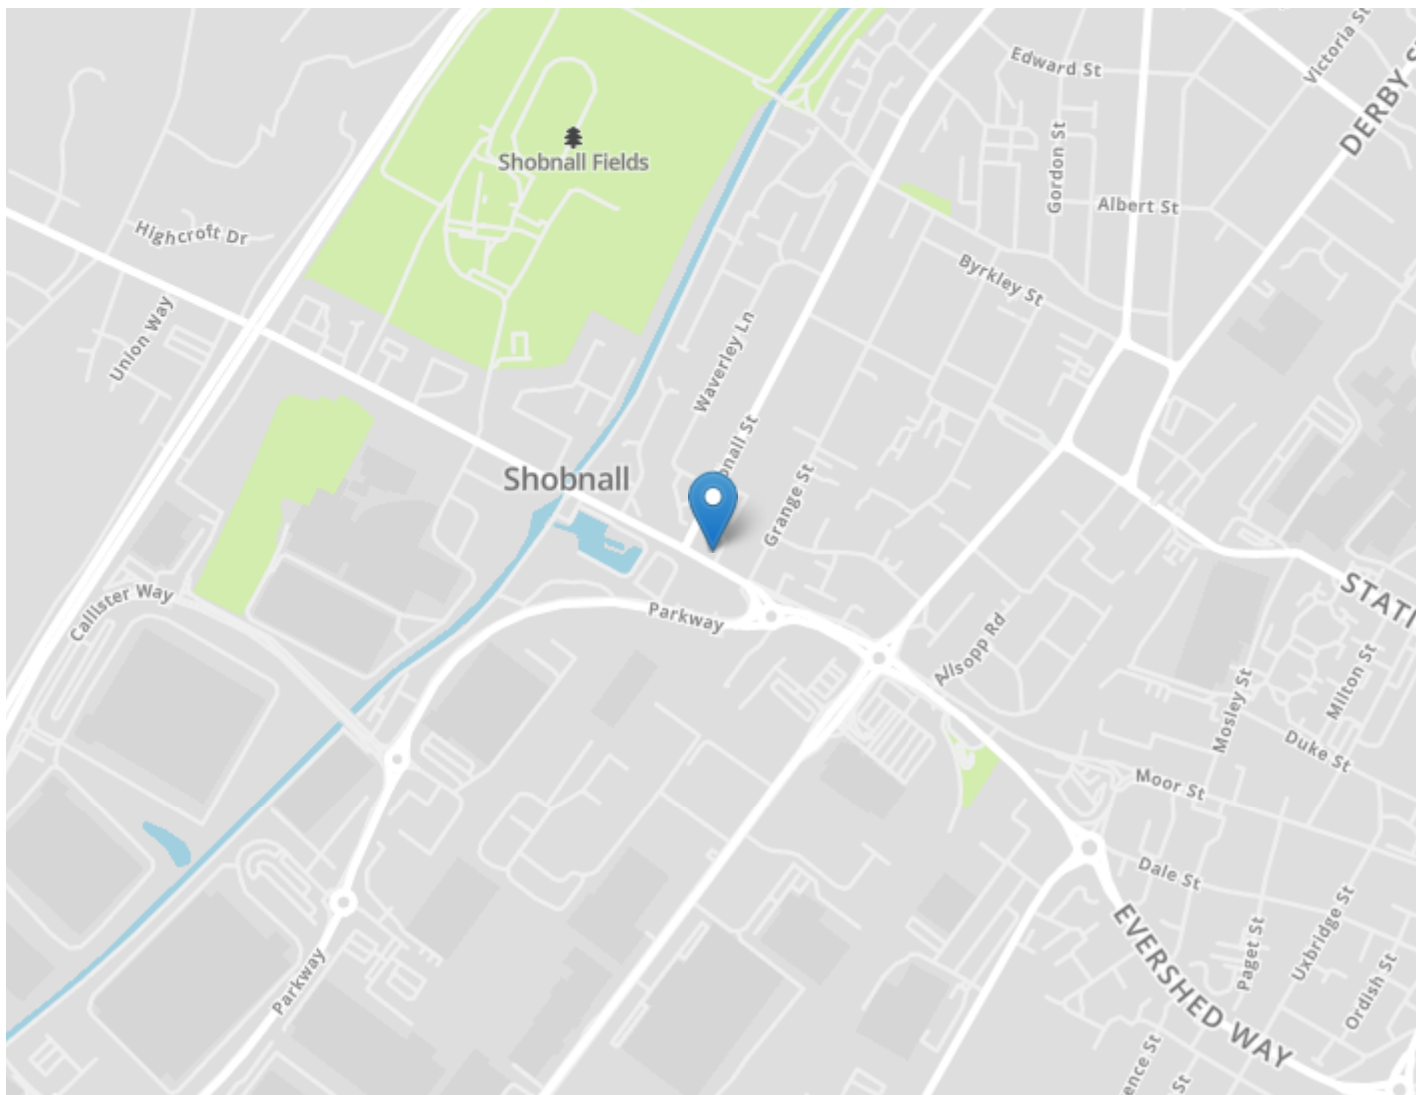 Edward St
Victoria St
DERBY S
Gordon St
Shobnall Fields
Albert St
Highcroft Dr
Byrkley St
Union Way
Waverley Ln
bnall St
Shobnall
Grange St
STATI
Callister Way
Parkway
Allsopp Rd
Milton St
Mosley St
Duke St
Moor St
Dale St
EVERSHED WAY
Paget St
Uxbridge St
Parkway
Ordish St
ence St
St